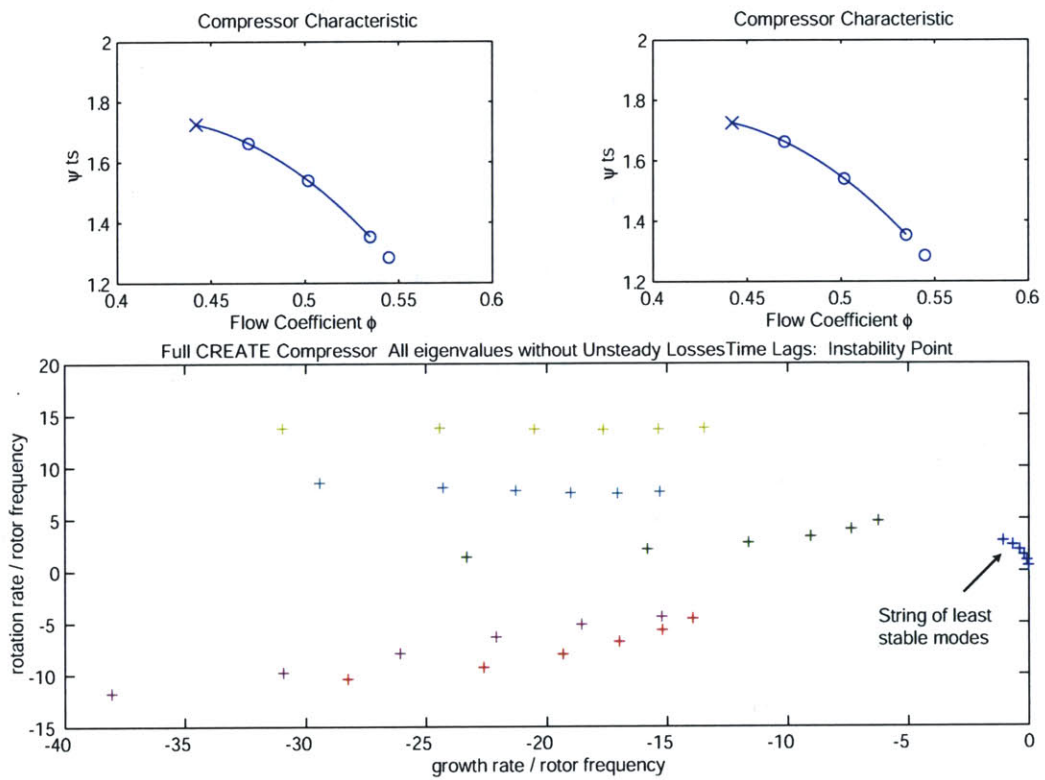 Compressor Characteristic
2
1.8
1.6
1.4
1.2
ψ ts
0.4 0.45 0.5 0.55 0.6
Flow Coefficient ϕ
Compressor Characteristic
2
1.8
1.6
1.4
1.2
ψ ts
0.4 0.45 0.5 0.55 0.6
Flow Coefficient ϕ
Full CREATE Compressor All eigenvalues without Unsteady LossesTime Lags: Instability Point
20
15
10
5
0
-5
-10
-15
rotation rate / rotor frequency
String of least
stable modes
-40 -35 -30 -25 -20 -15 -10 -5 0
growth rate / rotor frequency